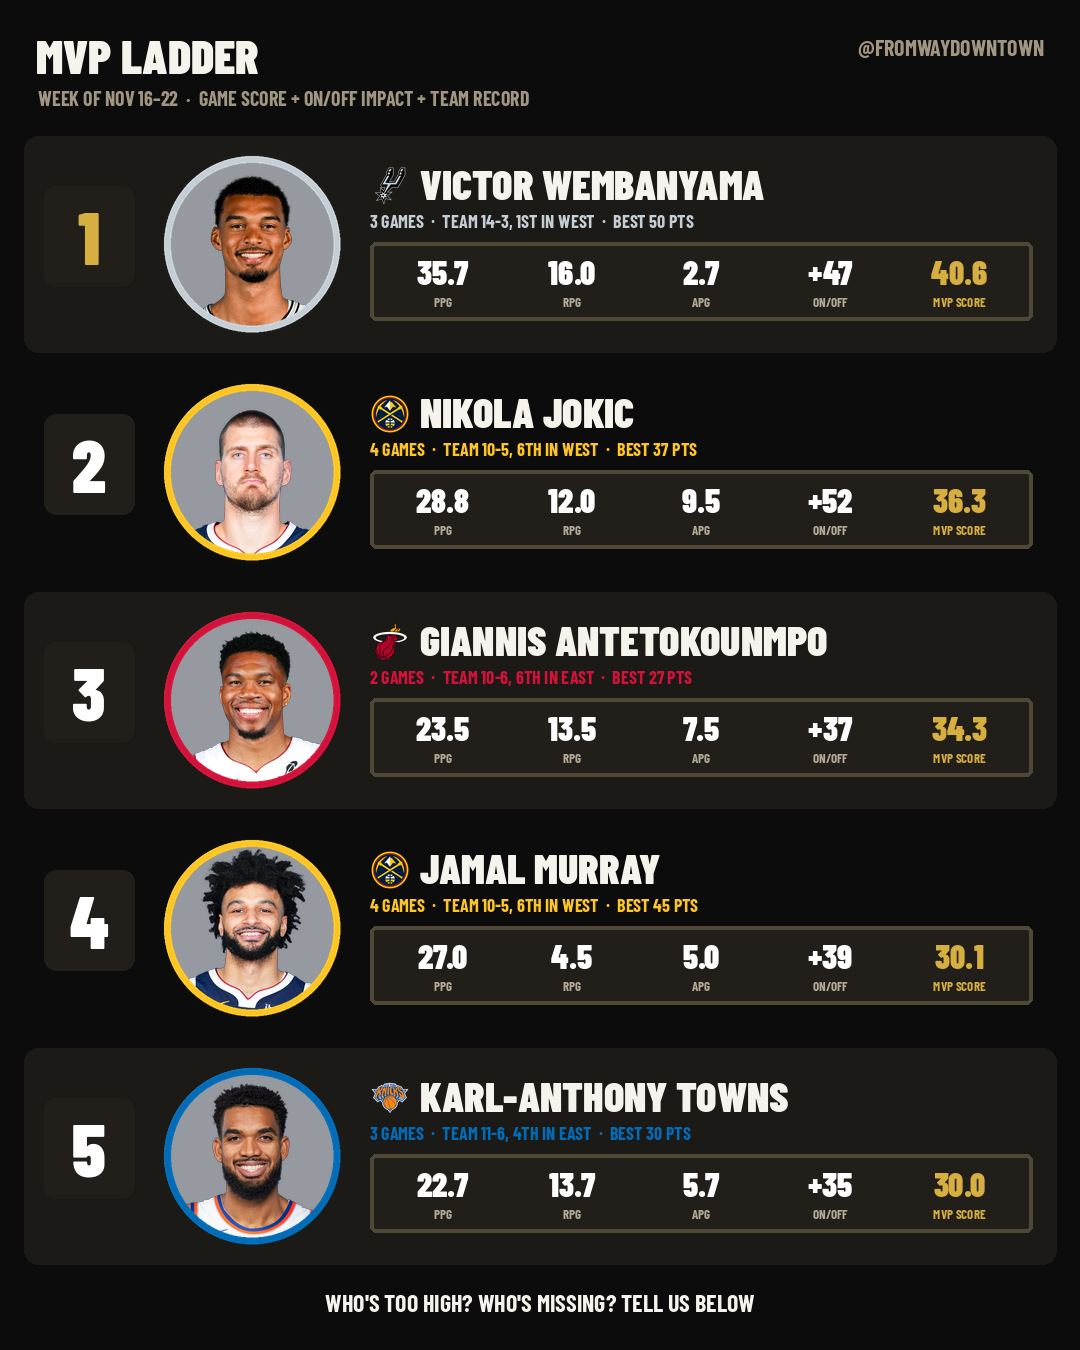 MVP LADDER
@FROMWAYDOWNTOWN
WEEK OF NOV 16-22 · GAME SCORE + ON/OFF IMPACT + TEAM RECORD
1
VICTOR WEMBANYAMA
3 GAMES · TEAM 14-3, 1ST IN WEST · BEST 50 PTS
35.7 16.0 2.7 +47 40.6
PPG RPG APG ON/OFF MVP SCORE
2
NIKOLA JOKIC
4 GAMES · TEAM 10-5, 6TH IN WEST · BEST 37 PTS
28.8 12.0 9.5 +52 36.3
PPG RPG APG ON/OFF MVP SCORE
3
GIANNIS ANTETOKOUNMPO
2 GAMES · TEAM 10-6, 6TH IN EAST · BEST 27 PTS
23.5 13.5 7.5 +37 34.3
PPG RPG APG ON/OFF MVP SCORE
4
JAMAL MURRAY
4 GAMES · TEAM 10-5, 6TH IN WEST · BEST 45 PTS
27.0 4.5 5.0 +39 30.1
PPG RPG APG ON/OFF MVP SCORE
5
KNICKS
KARL-ANTHONY TOWNS
3 GAMES · TEAM 11-6, 4TH IN EAST · BEST 30 PTS
22.7 13.7 5.7 +35 30.0
PPG RPG APG ON/OFF MVP SCORE
WHO'S TOO HIGH? WHO'S MISSING? TELL US BELOW